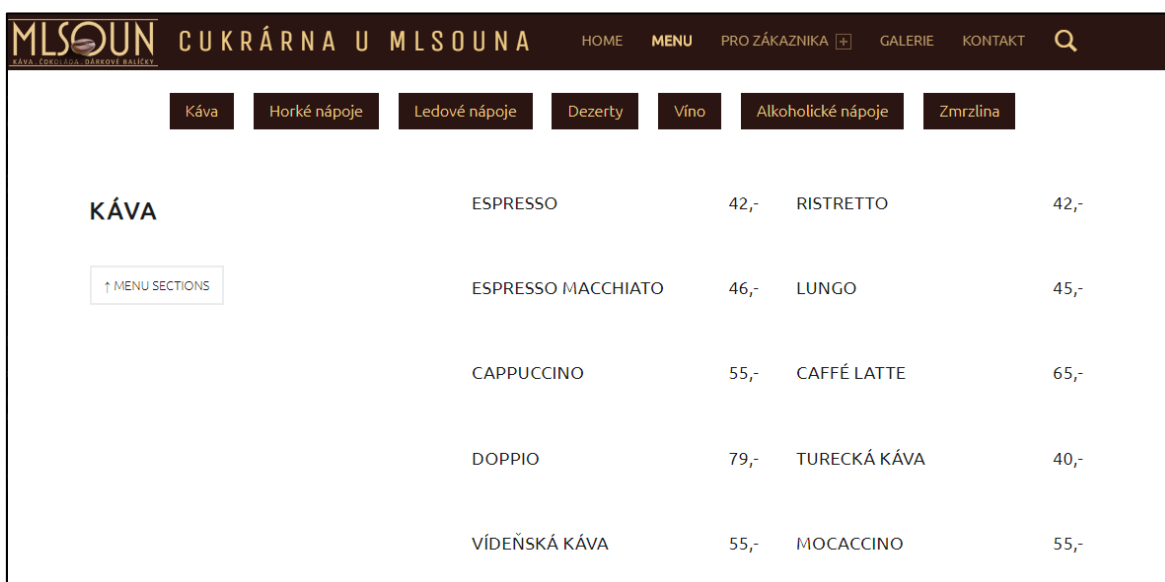 MLSOUN
KÁVA . ČOKOLÁDA . DÁRKOVÉ BALÍČKY
CUKRÁRNA U MLSOUNA
HOME MENU PRO ZÁKAZNIKA + GALERIE KONTAKT
Káva Horké nápoje Ledové nápoje Dezerty Víno Alkoholické nápoje Zmrzlina
KÁVA
↑ MENU SECTIONS
ESPRESSO 42,- RISTRETTO 42,-
ESPRESSO MACCHIATO 46,- LUNGO 45,-
CAPPUCCINO 55,- CAFFÉ LATTE 65,-
DOPPIO 79,- TURECKÁ KÁVA 40,-
VÍDEŇSKÁ KÁVA 55,- MOCACCINO 55,-